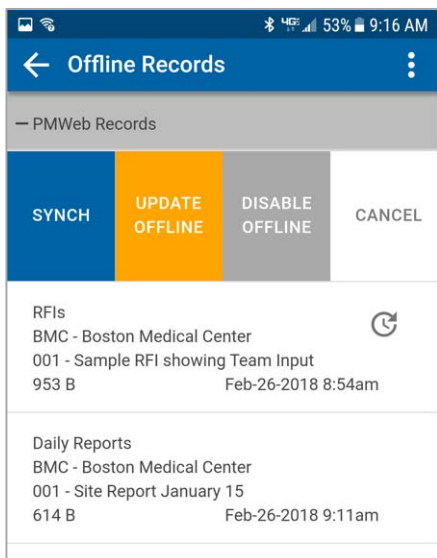 4GE LTE 53% 9:16 AM
Offline Records
— PMWeb Records
SYNCH
UPDATE
OFFLINE
DISABLE
OFFLINE
CANCEL
RFIs
BMC - Boston Medical Center
001 - Sample RFI showing Team Input
953 B Feb-26-2018 8:54am
Daily Reports
BMC - Boston Medical Center
001 - Site Report January 15
614 B Feb-26-2018 9:11am